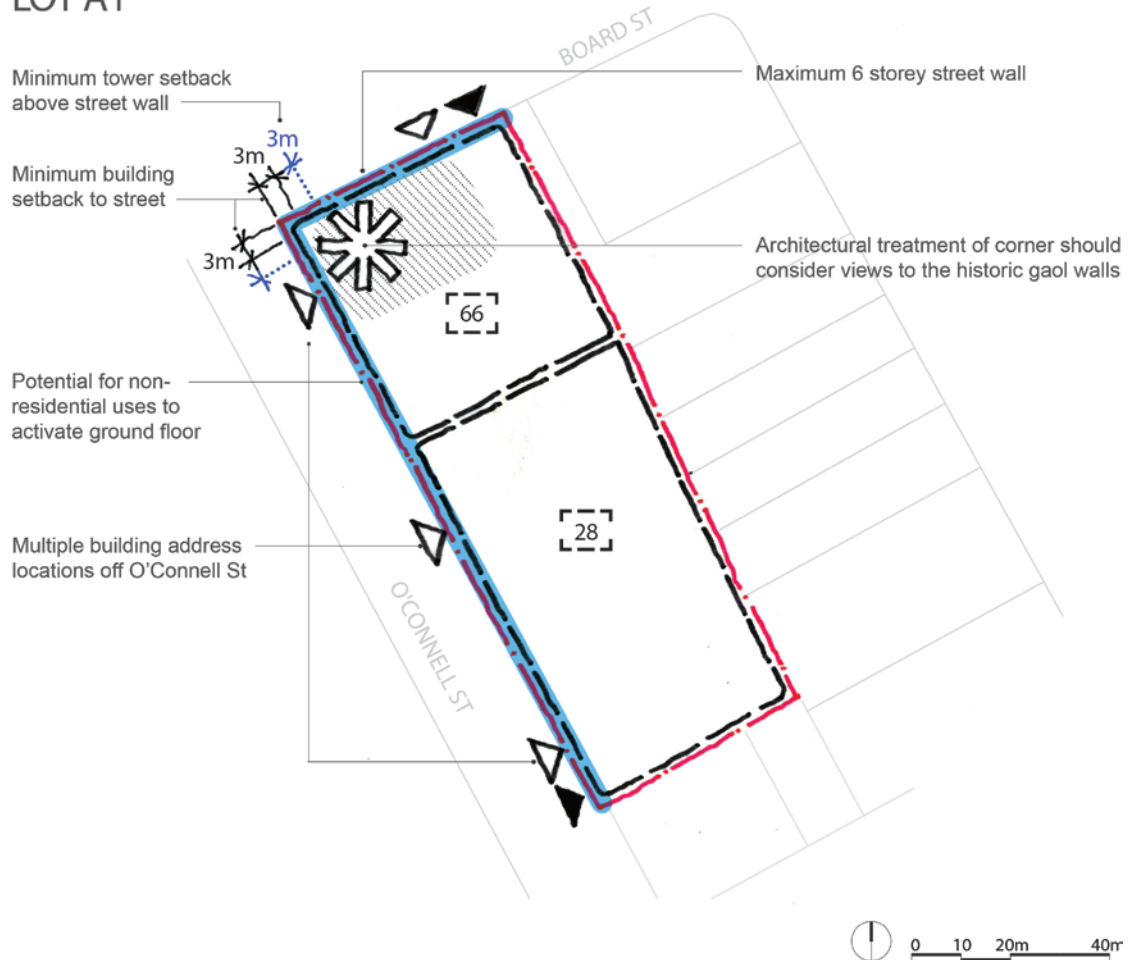 LOT A1
BOARD ST
Minimum tower setback
above street wall
Maximum 6 storey street wall
3m
3m
Minimum building
setback to street
3m
Architectural treatment of corner should
consider views to the historic gaol walls
66
Potential for non-
residential uses to
activate ground floor
28
Multiple building address
locations off O'Connell St
O'CONNELL ST
0 10 20m 40m